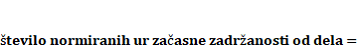 število normiranih ur začasne zadržanosti od dela =